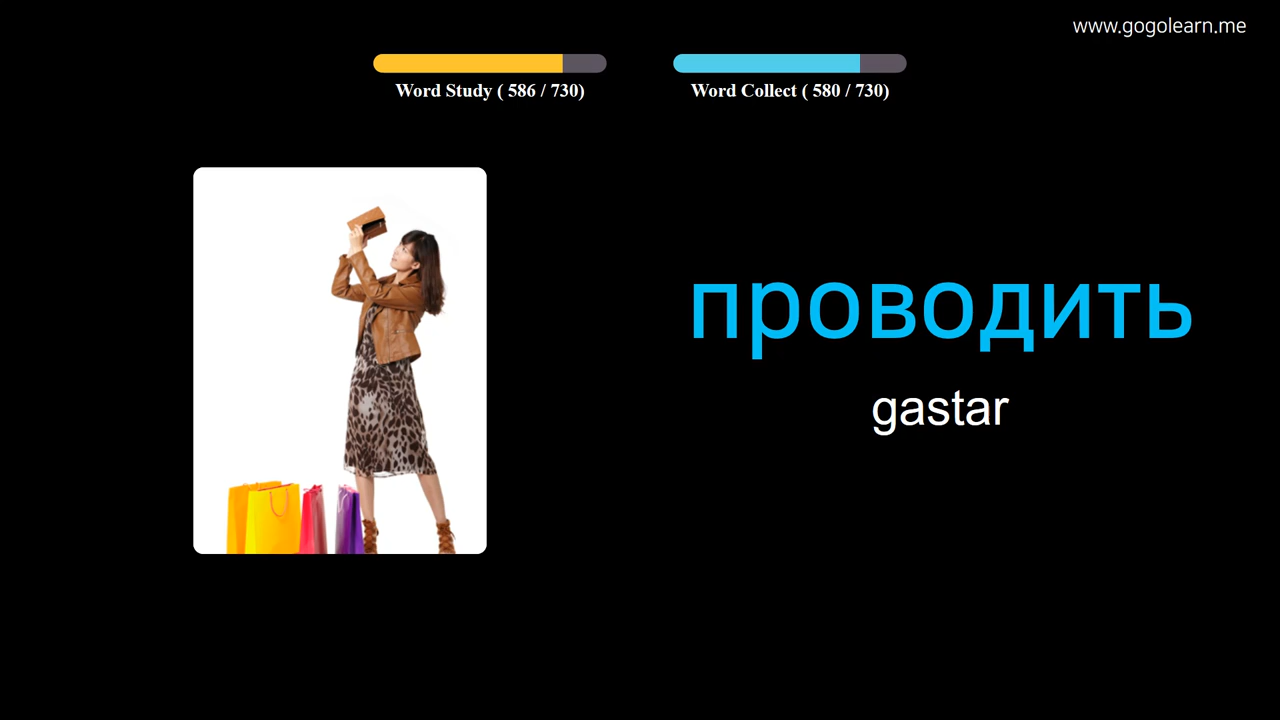 www.gogolearn.me
Word Study ( 586 / 730)
Word Collect ( 580 / 730)
проводить
gastar